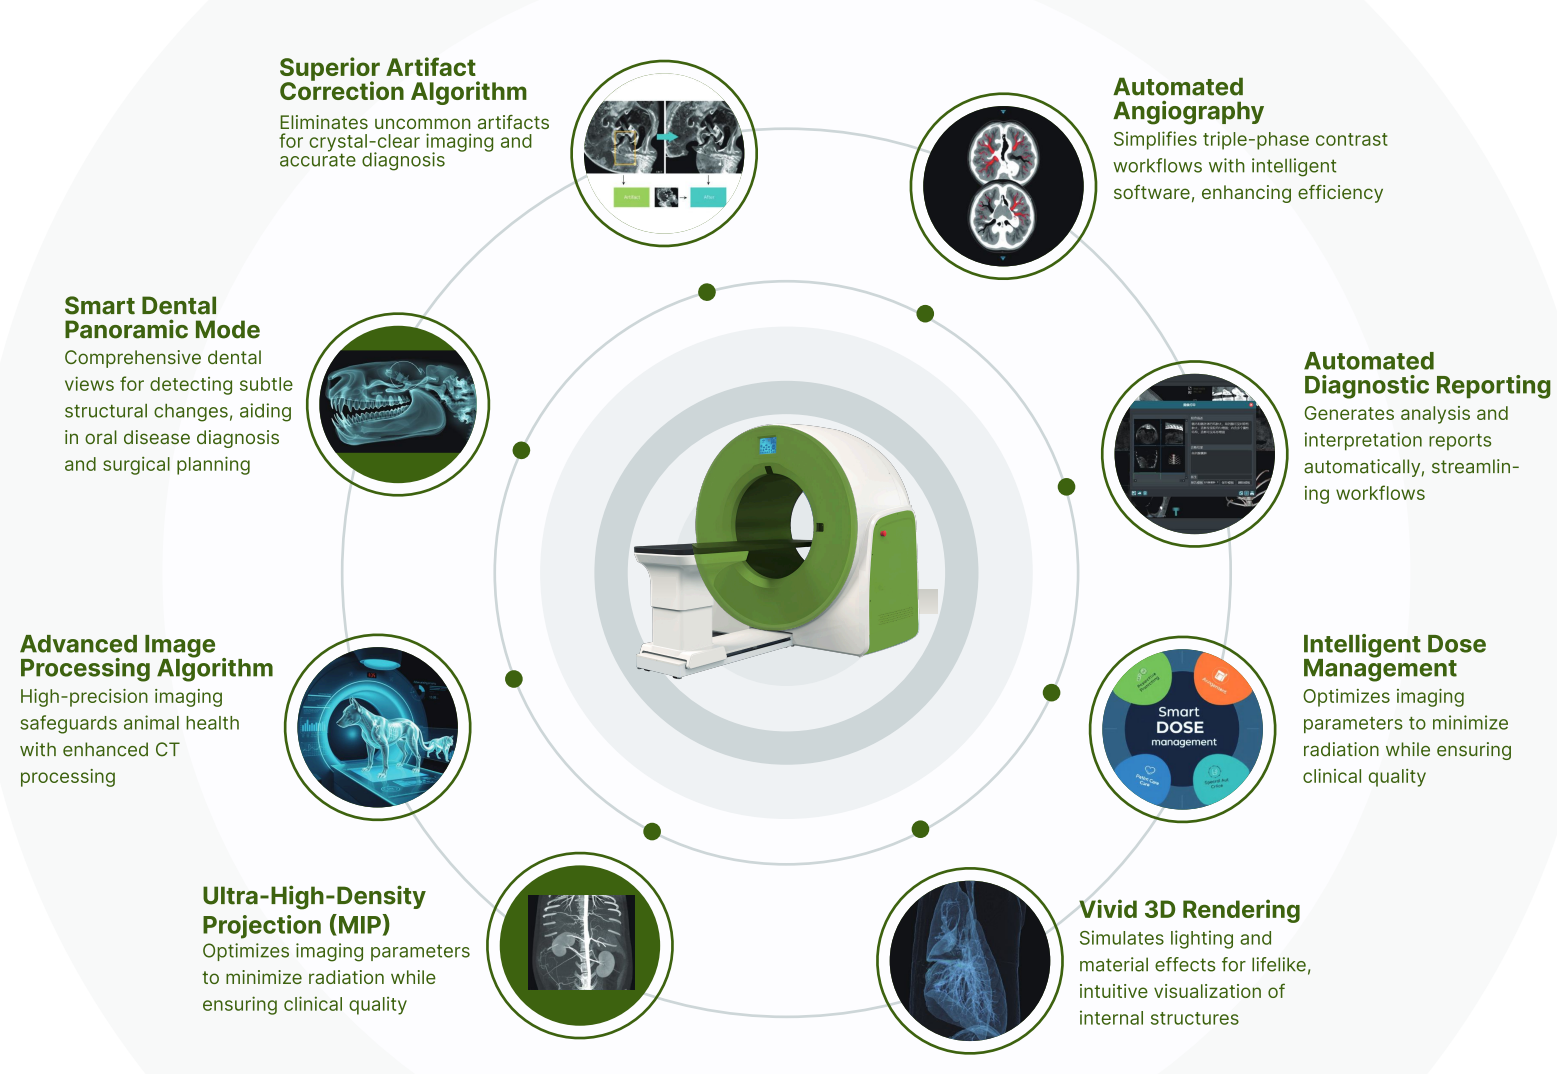 Superior Artifact
Correction Algorithm
Eliminates uncommon artifacts
for crystal-clear imaging and
accurate diagnosis
Artifact
After
Automated
Angiography
Simplifies triple-phase contrast
workflows with intelligent
software, enhancing efficiency
Smart Dental
Panoramic Mode
Comprehensive dental
views for detecting subtle
structural changes, aiding
in oral disease diagnosis
and surgical planning
Automated
Diagnostic Reporting
Generates analysis and
interpretation reports
automatically, streamlin-
ing workflows
Advanced Image
Processing Algorithm
High-precision imaging
safeguards animal health
with enhanced CT
processing
Smart
DOSE
management
Intelligent Dose
Management
Optimizes imaging
parameters to minimize
radiation while ensuring
clinical quality
Ultra-High-Density
Projection (MIP)
Optimizes imaging parameters
to minimize radiation while
ensuring clinical quality
Vivid 3D Rendering
Simulates lighting and
material effects for lifelike,
intuitive visualization of
internal structures